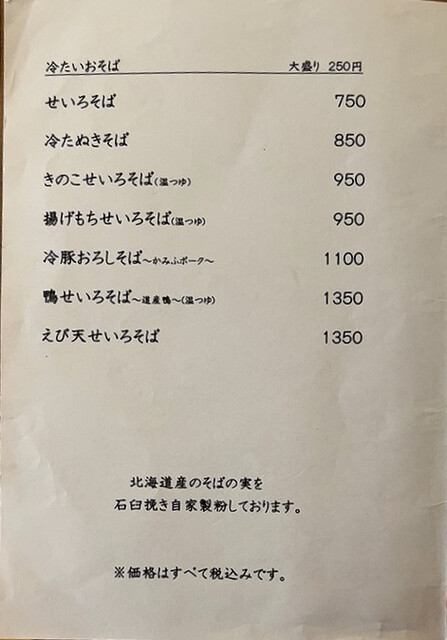 冷たいおそば 大盛り 250円
せいろそば 750
冷たぬきそば 850
きのこせいろそば(温つゆ) 950
揚げもちせいろそば(温つゆ) 950
冷豚おろしそば～かみふポーク～ 1100
鴨せいろそば～道産鴨～(温つゆ) 1350
えび天せいろそば 1350
北海道産のそばの実を
石臼挽き自家製粉しております。
※価格はすべて税込みです。